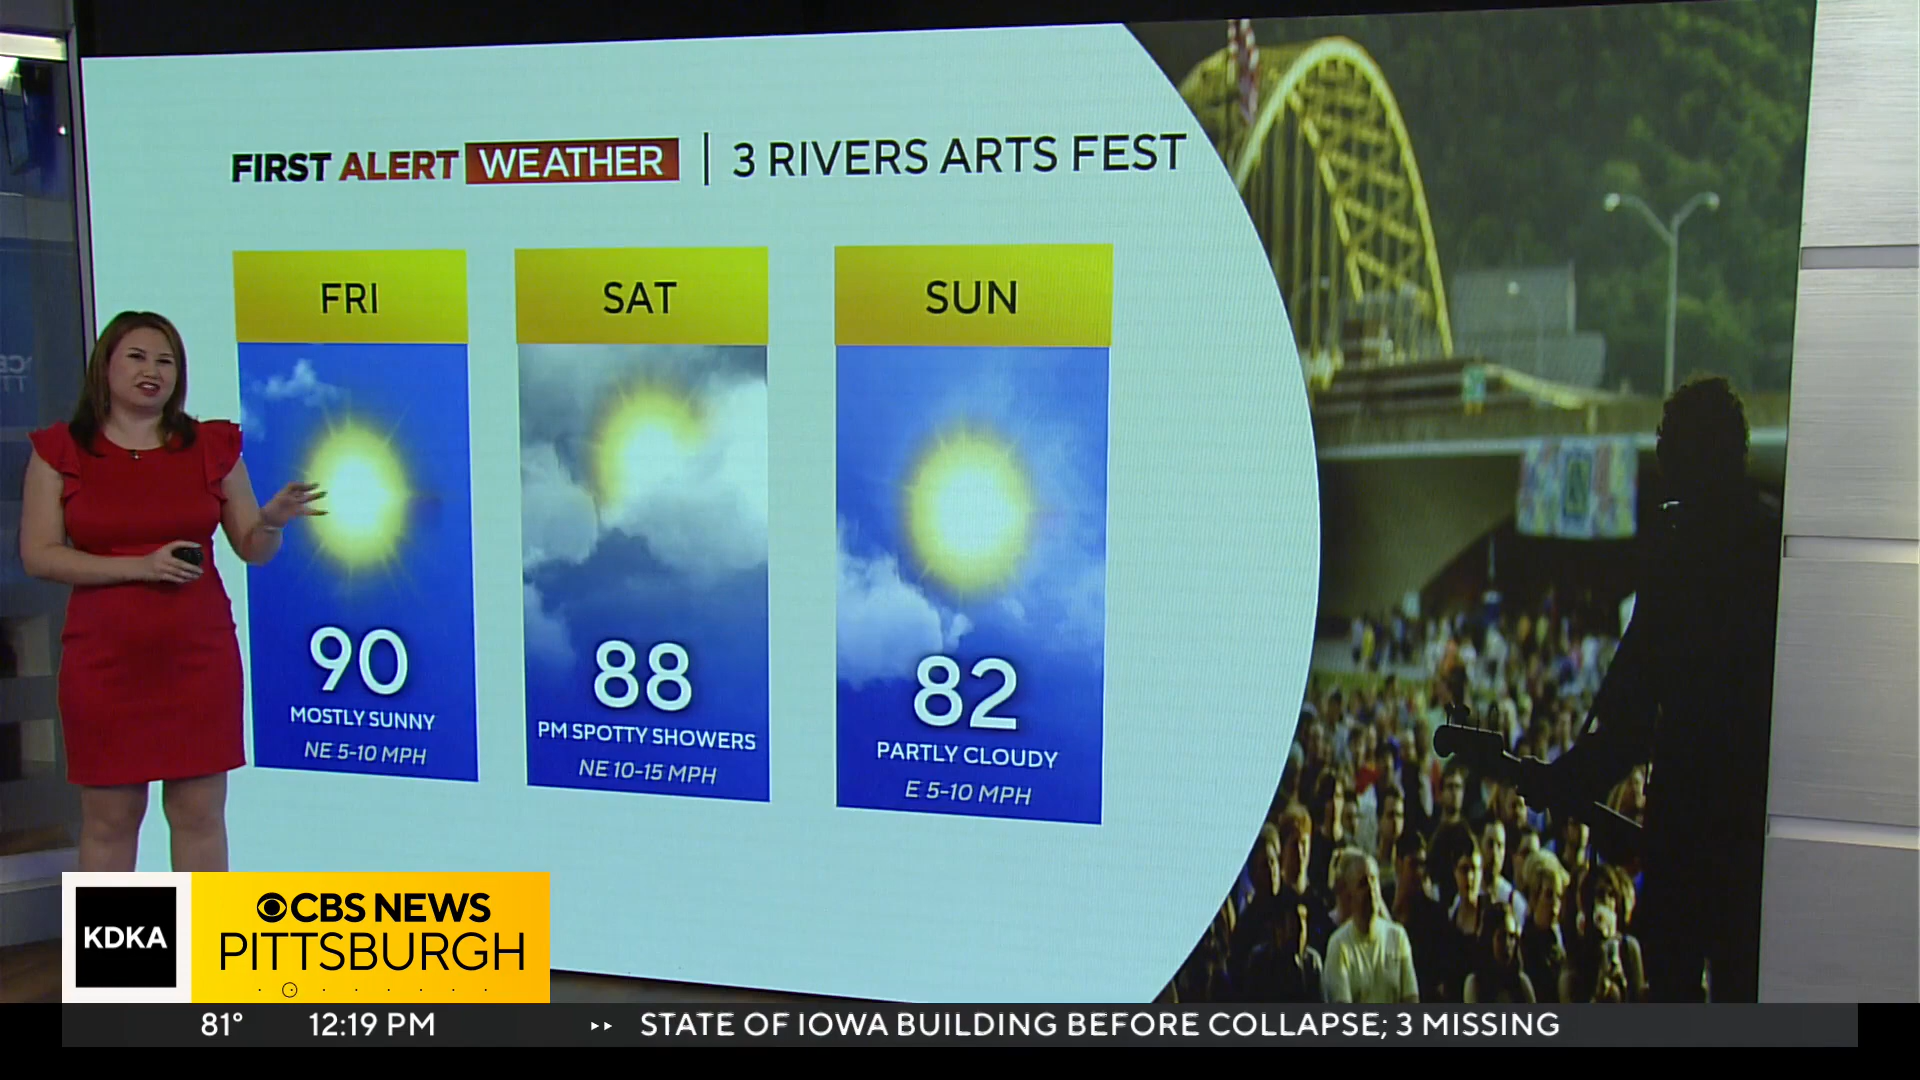 FIRST ALERT WEATHER | 3 RIVERS ARTS FEST
FRI
90
MOSTLY SUNNY
NE 5-10 MPH
SAT
88
PM SPOTTY SHOWERS
NE 10-15 MPH
SUN
82
PARTLY CLOUDY
E 5-10 MPH
KDKA
CBS NEWS
PITTSBURGH
81° 12:19 PM STATE OF IOWA BUILDING BEFORE COLLAPSE; 3 MISSING